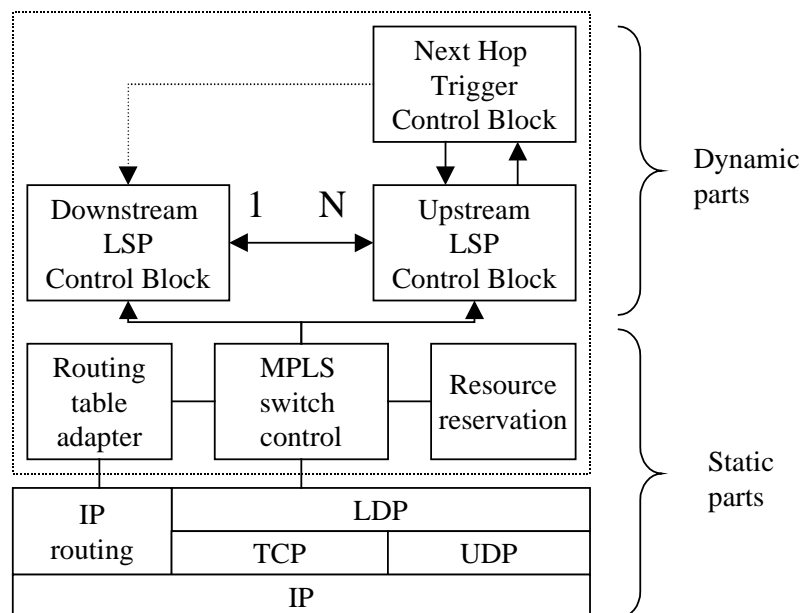 Next Hop
Trigger
Control Block
Dynamic
parts
Downstream
LSP
Control Block
1 N
Upstream
LSP
Control Block
Routing
table
adapter
MPLS
switch
control
Resource
reservation
Static
parts
IP
routing
LDP
TCP
UDP
IP